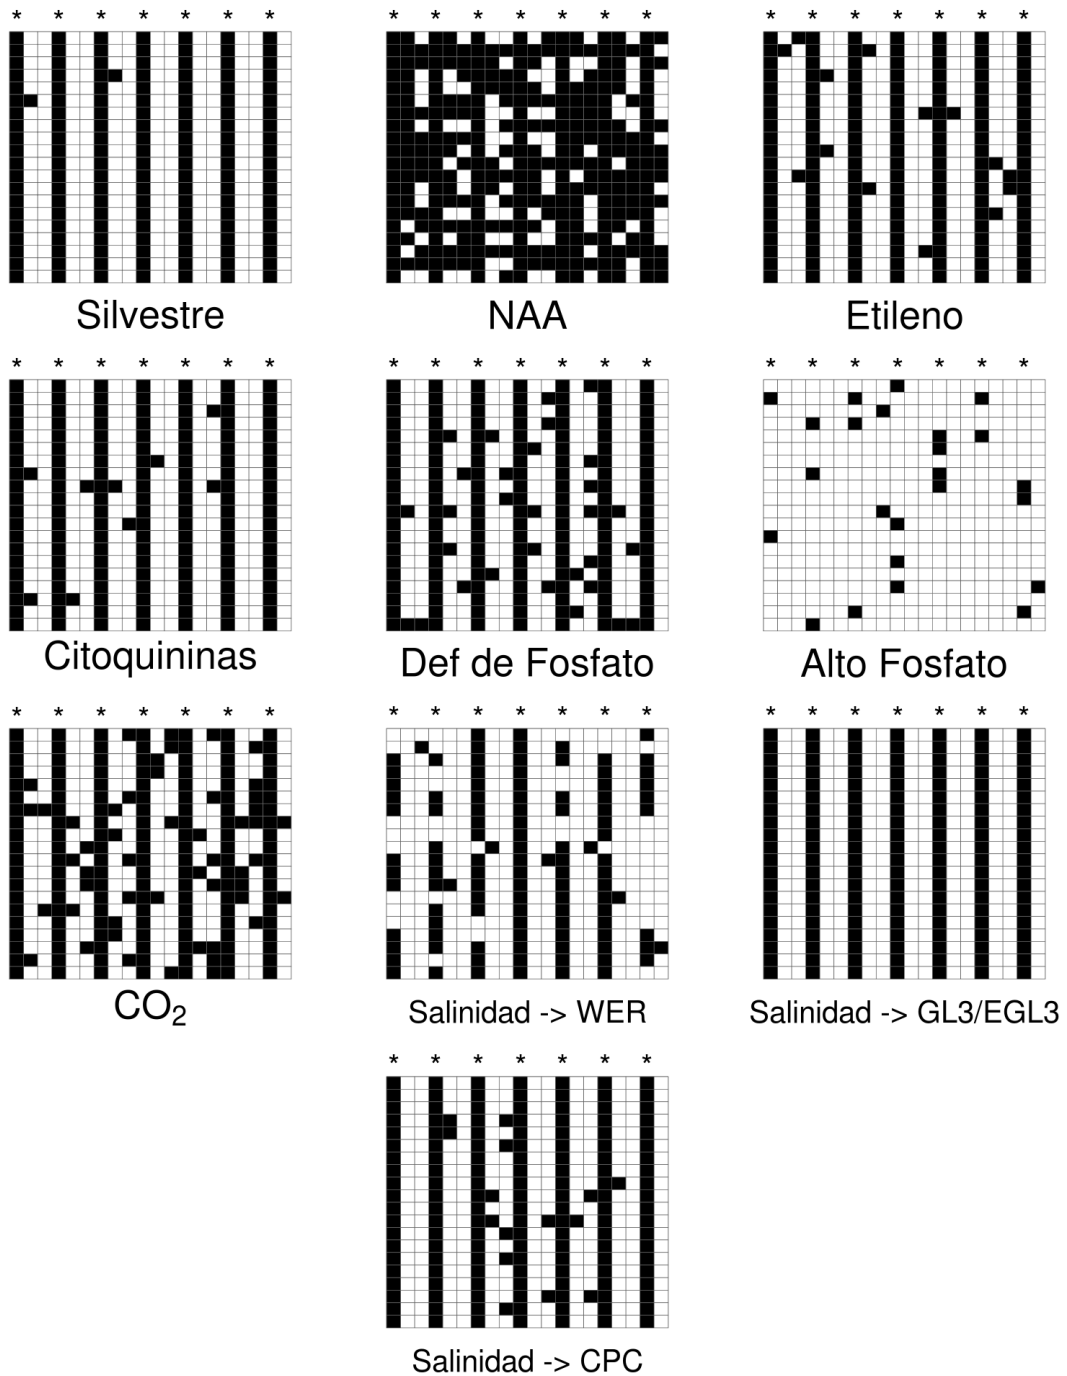 * * * * * * *
* * * * * * *
* * * * * * *
Silvestre
NAA
Etileno
* * * * * * *
* * * * * * *
* * * * * * *
Citoquininas
Def de Fosfato
Alto Fosfato
* * * * * * *
* * * * * * *
* * * * * * *
CO₂
Salinidad -> WER
Salinidad -> GL3/EGL3
* * * * * * *
Salinidad -> CPC